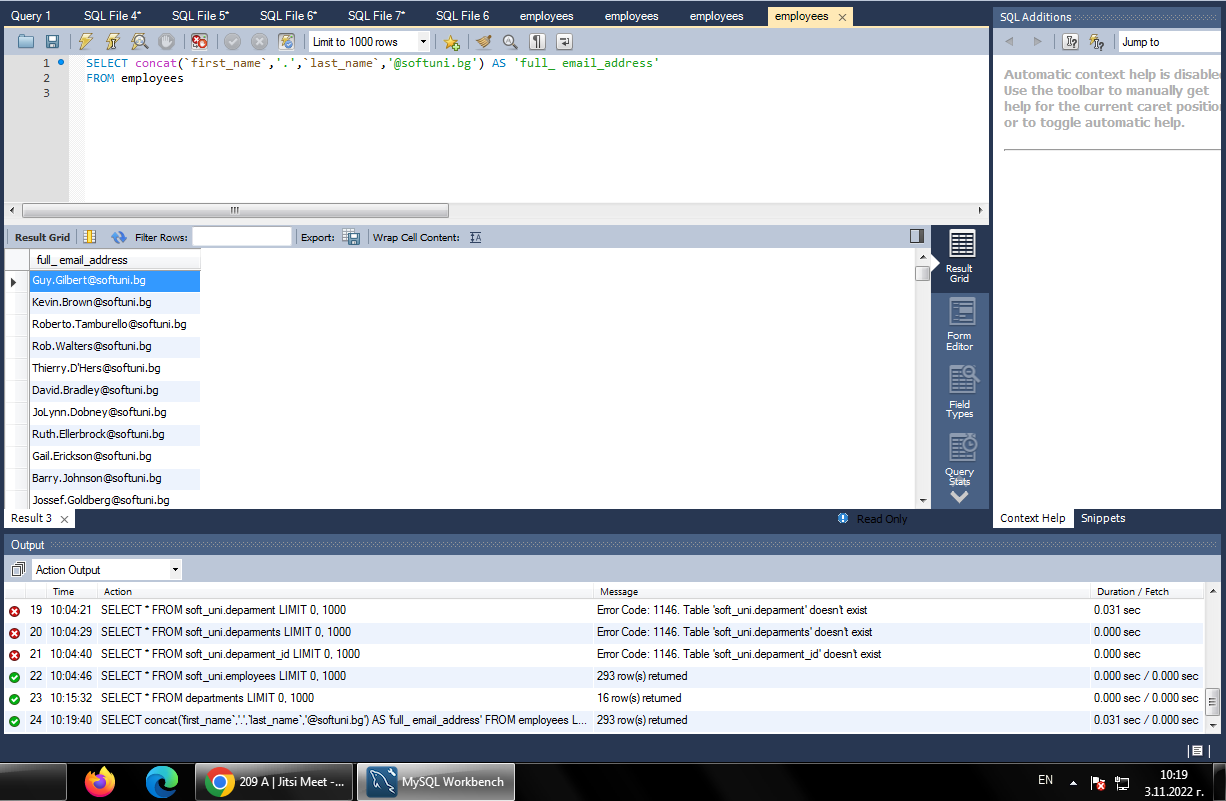 Query 1 SQL File 4* SQL File 5* SQL File 6* SQL File 7* SQL File 6 employees employees employees employees
Limit to 1000 rows
1 SELECT concat(`first_name`,'.',`last_name`,'@softuni.bg') AS 'full_ email_address'
2 FROM employees
3
SQL Additions
Jump to
Automatic context help is disable
Use the toolbar to manually get
help for the current caret position
or to toggle automatic help.
Result Grid Filter Rows: Export: Wrap Cell Content:
full_ email_address
Guy.Gilbert@softuni.bg
Kevin.Brown@softuni.bg
Roberto.Tamburello@softuni.bg
Rob.Walters@softuni.bg
Thierry.D'Hers@softuni.bg
David.Bradley@softuni.bg
JoLynn.Dobney@softuni.bg
Ruth.Ellerbrock@softuni.bg
Gail.Erickson@softuni.bg
Barry.Johnson@softuni.bg
Jossef.Goldberg@softuni.bg
Result
Grid
Form
Editor
Field
Types
Query
Stats
Result 3
Read Only
Context Help Snippets
Output
Action Output
Time Action Message Duration / Fetch
19 10:04:21 SELECT * FROM soft_uni.deparment LIMIT 0, 1000 Error Code: 1146. Table 'soft_uni.deparment' doesn't exist 0.031 sec
20 10:04:29 SELECT * FROM soft_uni.deparments LIMIT 0, 1000 Error Code: 1146. Table 'soft_uni.deparments' doesn't exist 0.000 sec
21 10:04:40 SELECT * FROM soft_uni.deparment_id LIMIT 0, 1000 Error Code: 1146. Table 'soft_uni.deparment_id' doesn't exist 0.000 sec
22 10:04:46 SELECT * FROM soft_uni.employees LIMIT 0, 1000 293 row(s) returned 0.000 sec / 0.000 sec
23 10:15:32 SELECT * FROM departments LIMIT 0, 1000 16 row(s) returned 0.000 sec / 0.000 sec
24 10:19:40 SELECT concat(`first_name`,'.',`last_name`,'@softuni.bg') AS 'full_ email_address' FROM employees L... 293 row(s) returned 0.031 sec / 0.000 sec
209 A | Jitsi Meet -... MySQL Workbench
EN
10:19
3.11.2022 г.